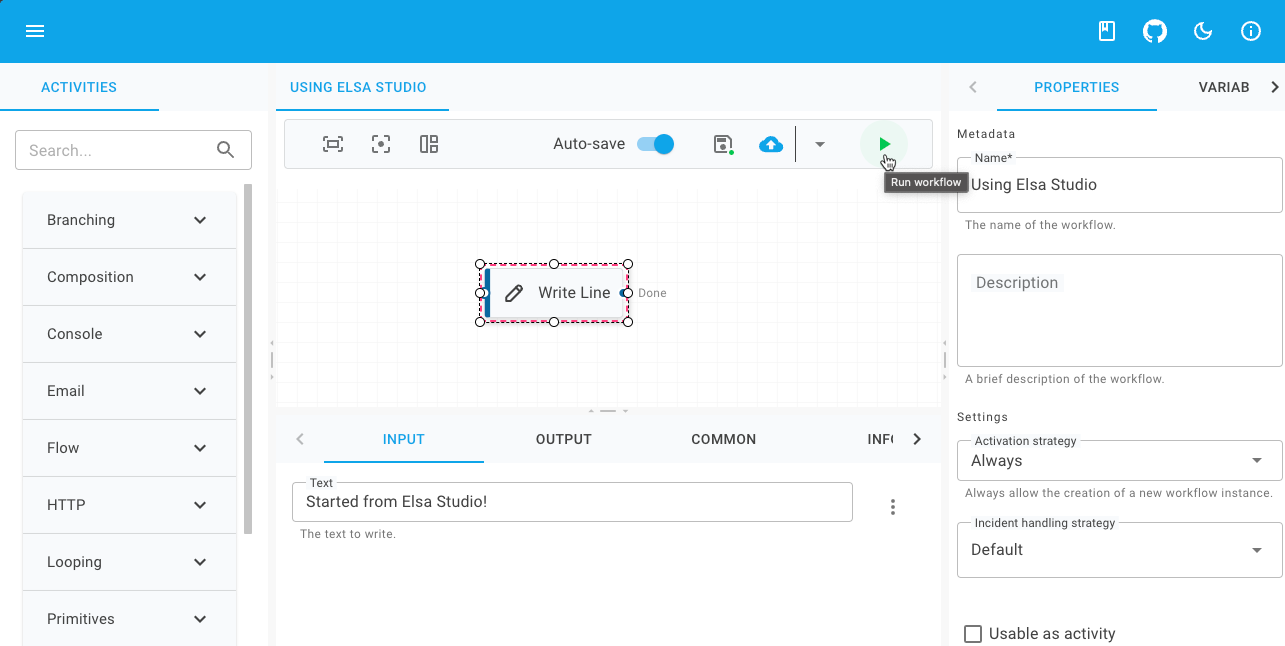 ACTIVITIES
USING ELSA STUDIO
PROPERTIES
VARIAB
Search...
Branching
Composition
Console
Email
Flow
HTTP
Looping
Primitives
Auto-save
Run workflow
Write Line
Done
INPUT
OUTPUT
COMMON
INFO
Text
Started from Elsa Studio!
The text to write.
Metadata
Name*
Using Elsa Studio
The name of the workflow.
Description
A brief description of the workflow.
Settings
Activation strategy
Always
Always allow the creation of a new workflow instance.
Incident handling strategy
Default
Usable as activity